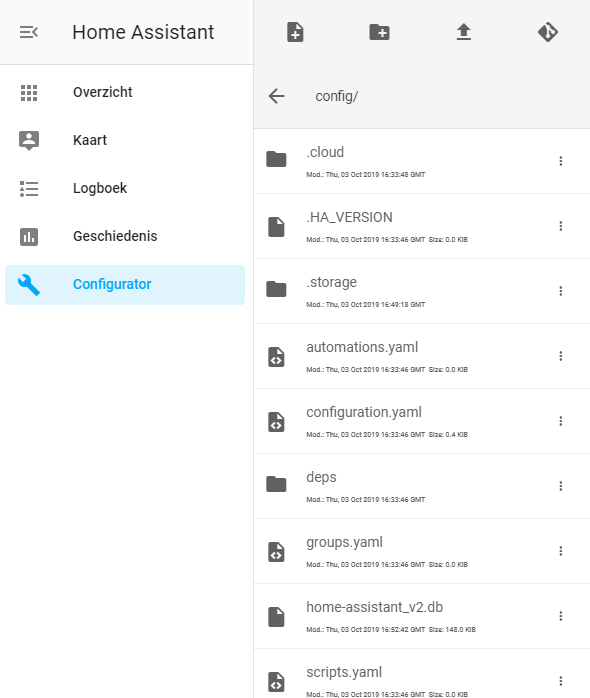 Home Assistant
Overzicht
Kaart
Logboek
Geschiedenis
Configurator
config/
.cloud
Mod.: Thu, 03 Oct 2019 16:33:48 GMT
.HA_VERSION
Mod.: Thu, 03 Oct 2019 16:33:46 GMT Size: 0.0 KiB
.storage
Mod.: Thu, 03 Oct 2019 16:49:18 GMT
automations.yaml
Mod.: Thu, 03 Oct 2019 16:33:46 GMT Size: 0.0 KiB
configuration.yaml
Mod.: Thu, 03 Oct 2019 16:33:46 GMT Size: 0.4 KiB
deps
Mod.: Thu, 03 Oct 2019 16:33:46 GMT
groups.yaml
Mod.: Thu, 03 Oct 2019 16:33:46 GMT Size: 0.0 KiB
home-assistant_v2.db
Mod.: Thu, 03 Oct 2019 16:52:42 GMT Size: 148.0 KiB
scripts.yaml
Mod.: Thu, 03 Oct 2019 16:33:46 GMT Size: 0.0 KiB